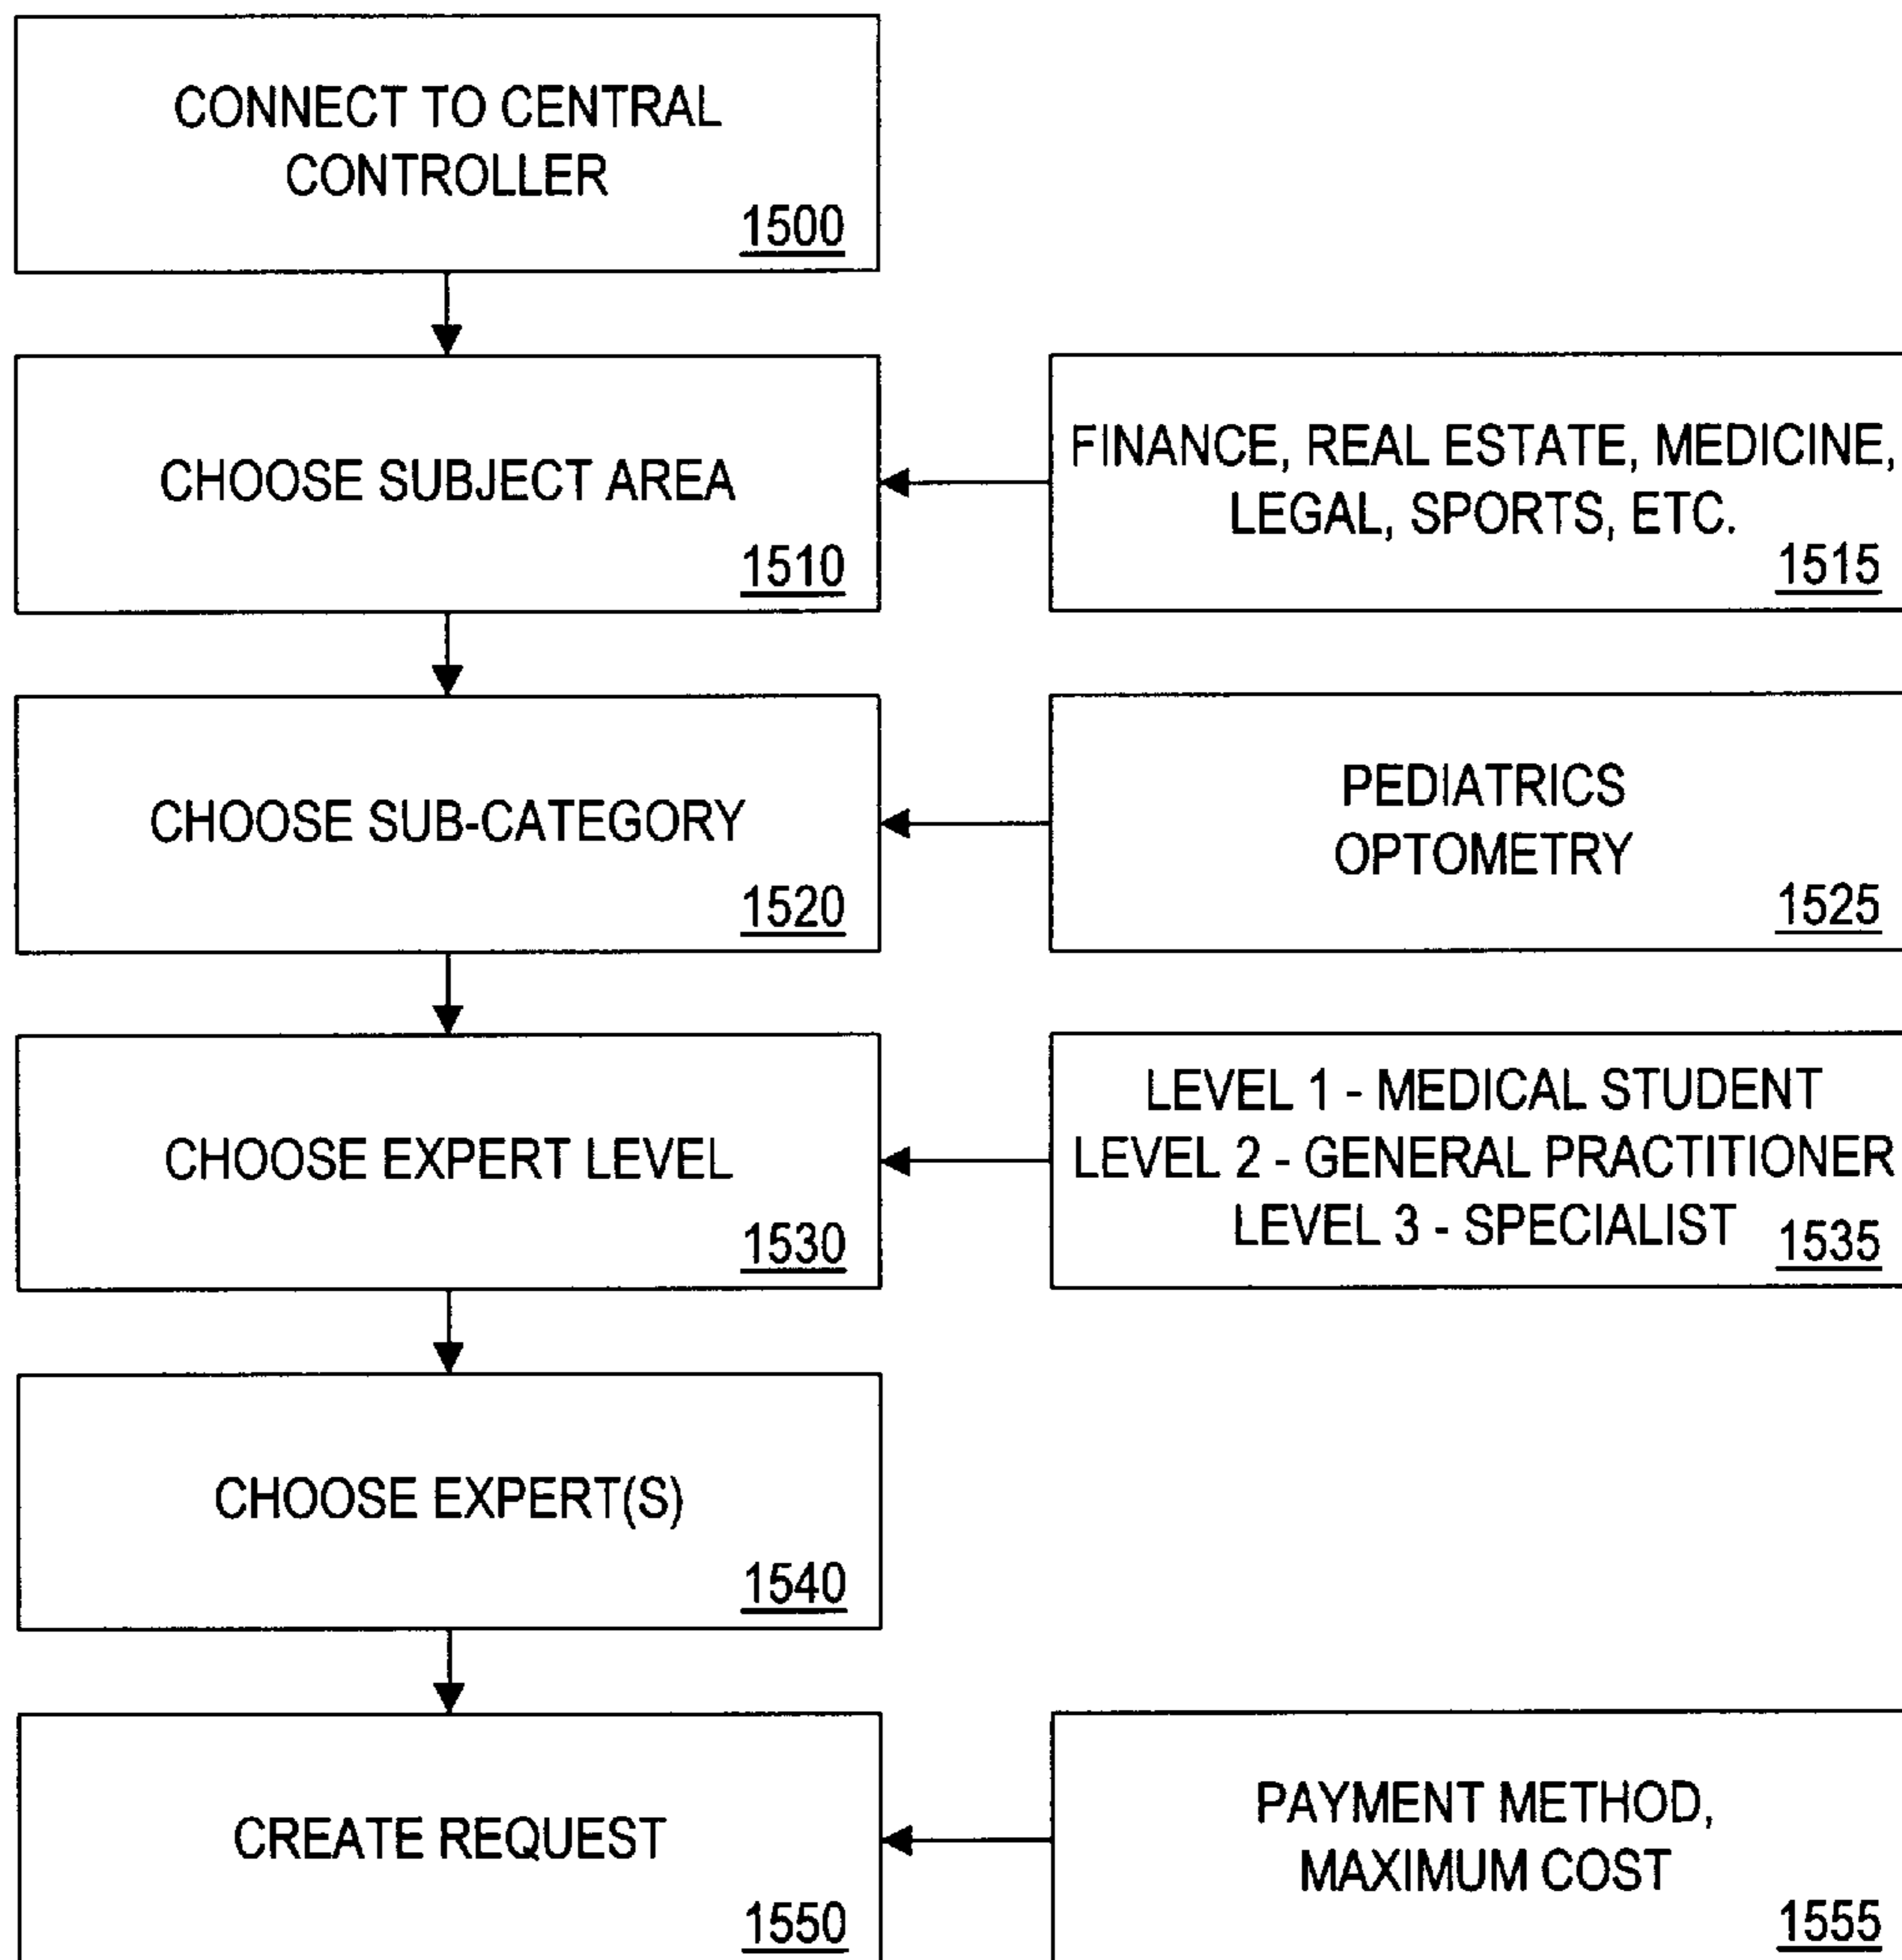 CONNECT TO CENTRAL
CONTROLLER
1500
CHOOSE SUBJECT AREA
1510
FINANCE, REAL ESTATE, MEDICINE,
LEGAL, SPORTS, ETC.
1515
CHOOSE SUB-CATEGORY
1520
PEDIATRICS
OPTOMETRY
1525
CHOOSE EXPERT LEVEL
1530
LEVEL 1 - MEDICAL STUDENT
LEVEL 2 - GENERAL PRACTITIONER
LEVEL 3 - SPECIALIST
1535
CHOOSE EXPERT(S)
1540
CREATE REQUEST
1550
PAYMENT METHOD,
MAXIMUM COST
1555